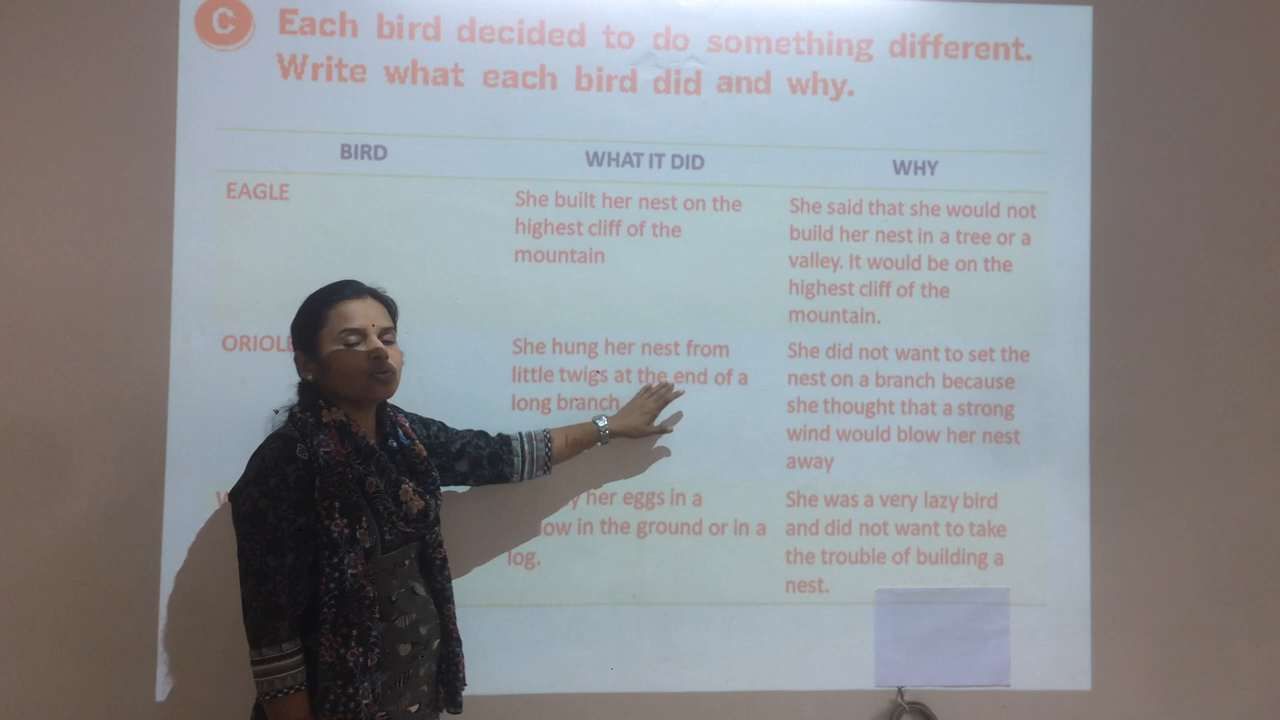 C Each bird decided to do something different.
Write what each bird did and why.
BIRD WHAT IT DID WHY
EAGLE
She built her nest on the
highest cliff of the
mountain
She said that she would not
build her nest in a tree or a
valley. It would be on the
highest cliff of the
mountain.
She hung her nest from
little twigs at the end of a
long branch
She did not want to set the
nest on a branch because
she thought that a strong
wind would blow her nest
away
her eggs in a
in the ground or in a
log.
She was a very lazy bird
and did not want to take
the trouble of building a
nest.